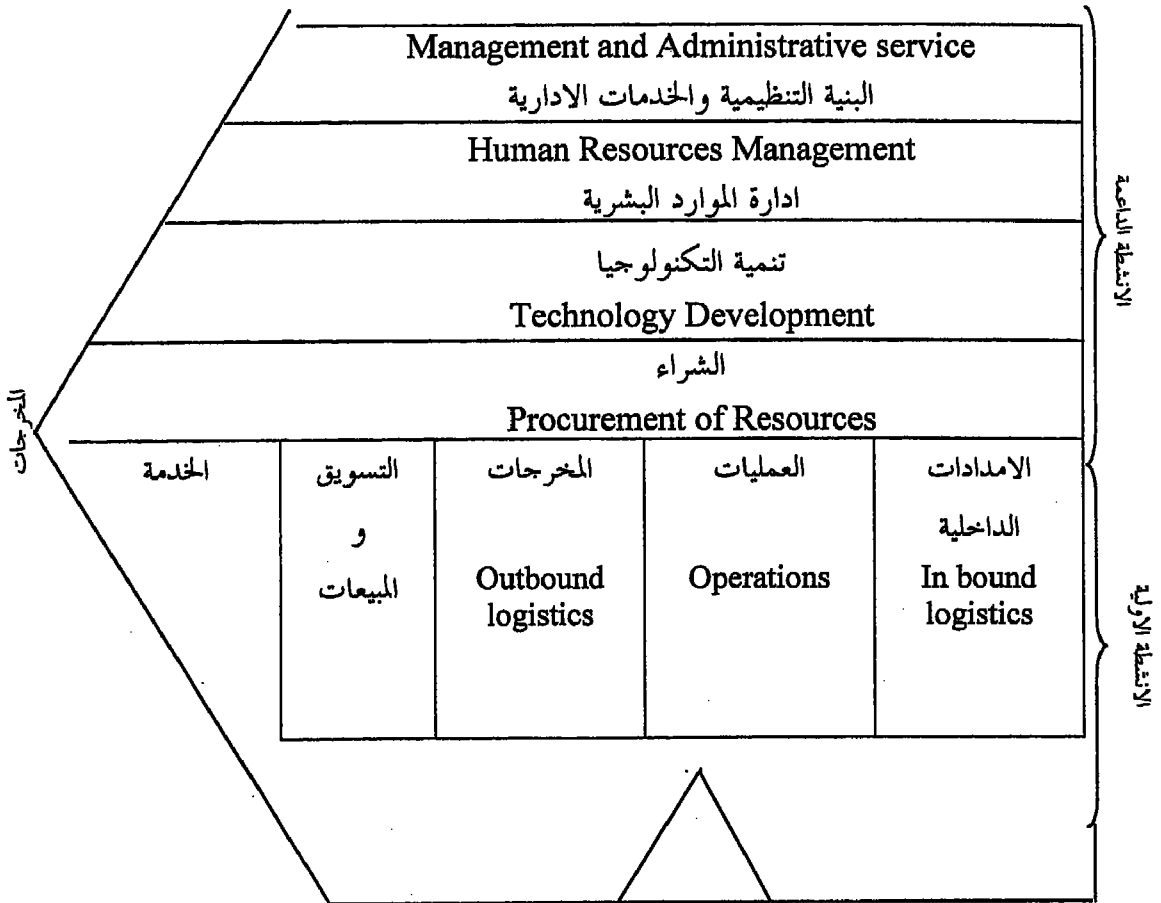 Management and Administrative service
البنية التنظيمية والخدمات الادارية
Human Resources Management
ادارة الموارد البشرية
تنمية التكنولوجيا
Technology Development
الشراء
Procurement of Resources
الانشطة الداعمة
الامدادات
الداخلية
In bound
logistics
العمليات
Operations
المخرجات
Outbound
logistics
التسويق
و
المبيعات
الخدمة
الانشطة الاولية
المخرجات